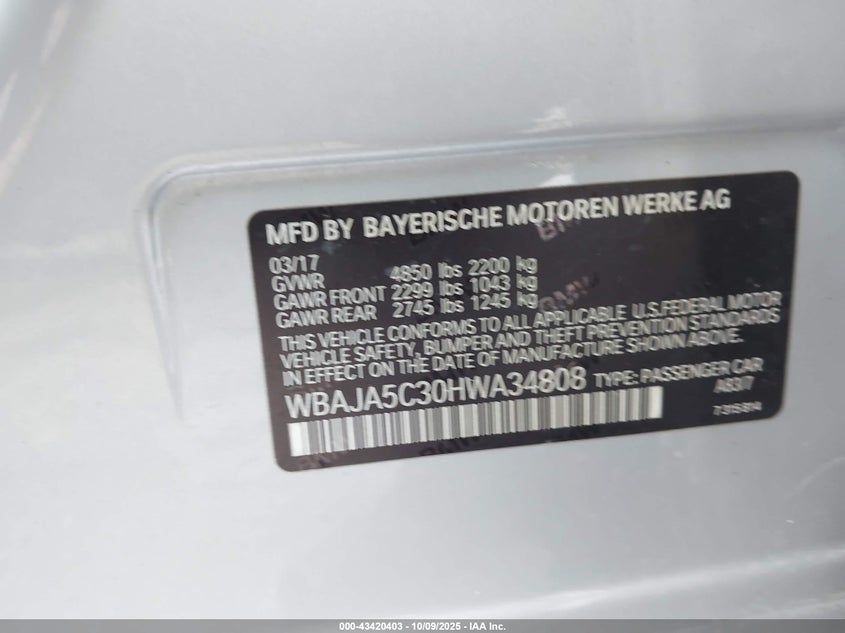 MFD BY BAYERISCHE MOTOREN WERKE AG
03/17
GVWR 4850 lbs 2200 kg
GAWR FRONT 2299 lbs 1043 kg
GAWR REAR 2745 lbs 1245 kg
THIS VEHICLE CONFORMS TO ALL APPLICABLE U.S.FEDERAL MOTOR
VEHICLE SAFETY, BUMPER AND THEFT PREVENTION STANDARDS
IN EFFECT ON THE DATE OF MANUFACTURE SHOWN ABOVE.
WBAJA5C30HWA34808 TYPE: PASSENGER CAR
000-43420403 - 10/09/2025 - IAA Inc.